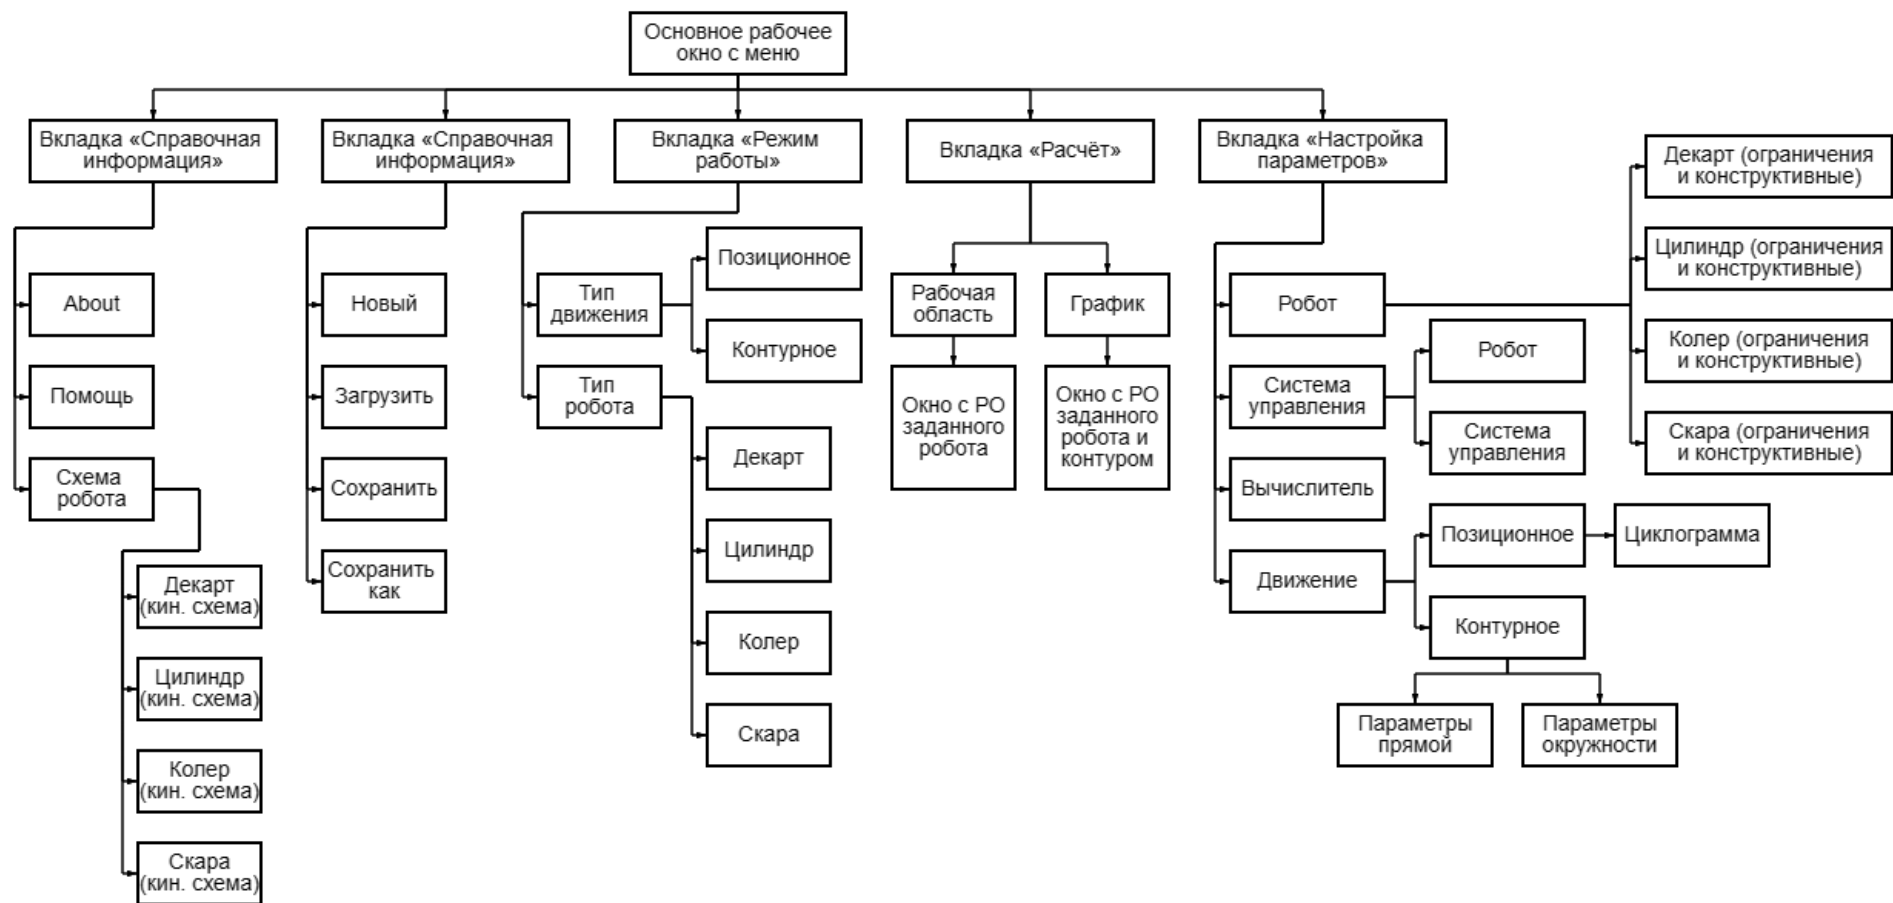 Основное рабочее
окно с меню
Вкладка «Справочная
информация»
Вкладка «Справочная
информация»
Вкладка «Режим
работы»
Вкладка «Расчёт»
Вкладка «Настройка
параметров»
About
Помощь
Схема
робота
Декарт
(кин. схема)
Цилиндр
(кин. схема)
Колер
(кин. схема)
Скара
(кин. схема)
Новый
Загрузить
Сохранить
Сохранить
как
Тип
движения
Позиционное
Контурное
Тип
робота
Декарт
Цилиндр
Колер
Скара
Рабочая
область
Окно с РО
заданного
робота
График
Окно с РО
заданного
робота и
контуром
Робот
Декарт (ограничения
и конструктивные)
Цилиндр (ограничения
и конструктивные)
Колер (ограничения
и конструктивные)
Скара (ограничения
и конструктивные)
Система
управления
Робот
Система
управления
Вычислитель
Движение
Позиционное
Циклограмма
Контурное
Параметры
прямой
Параметры
окружности